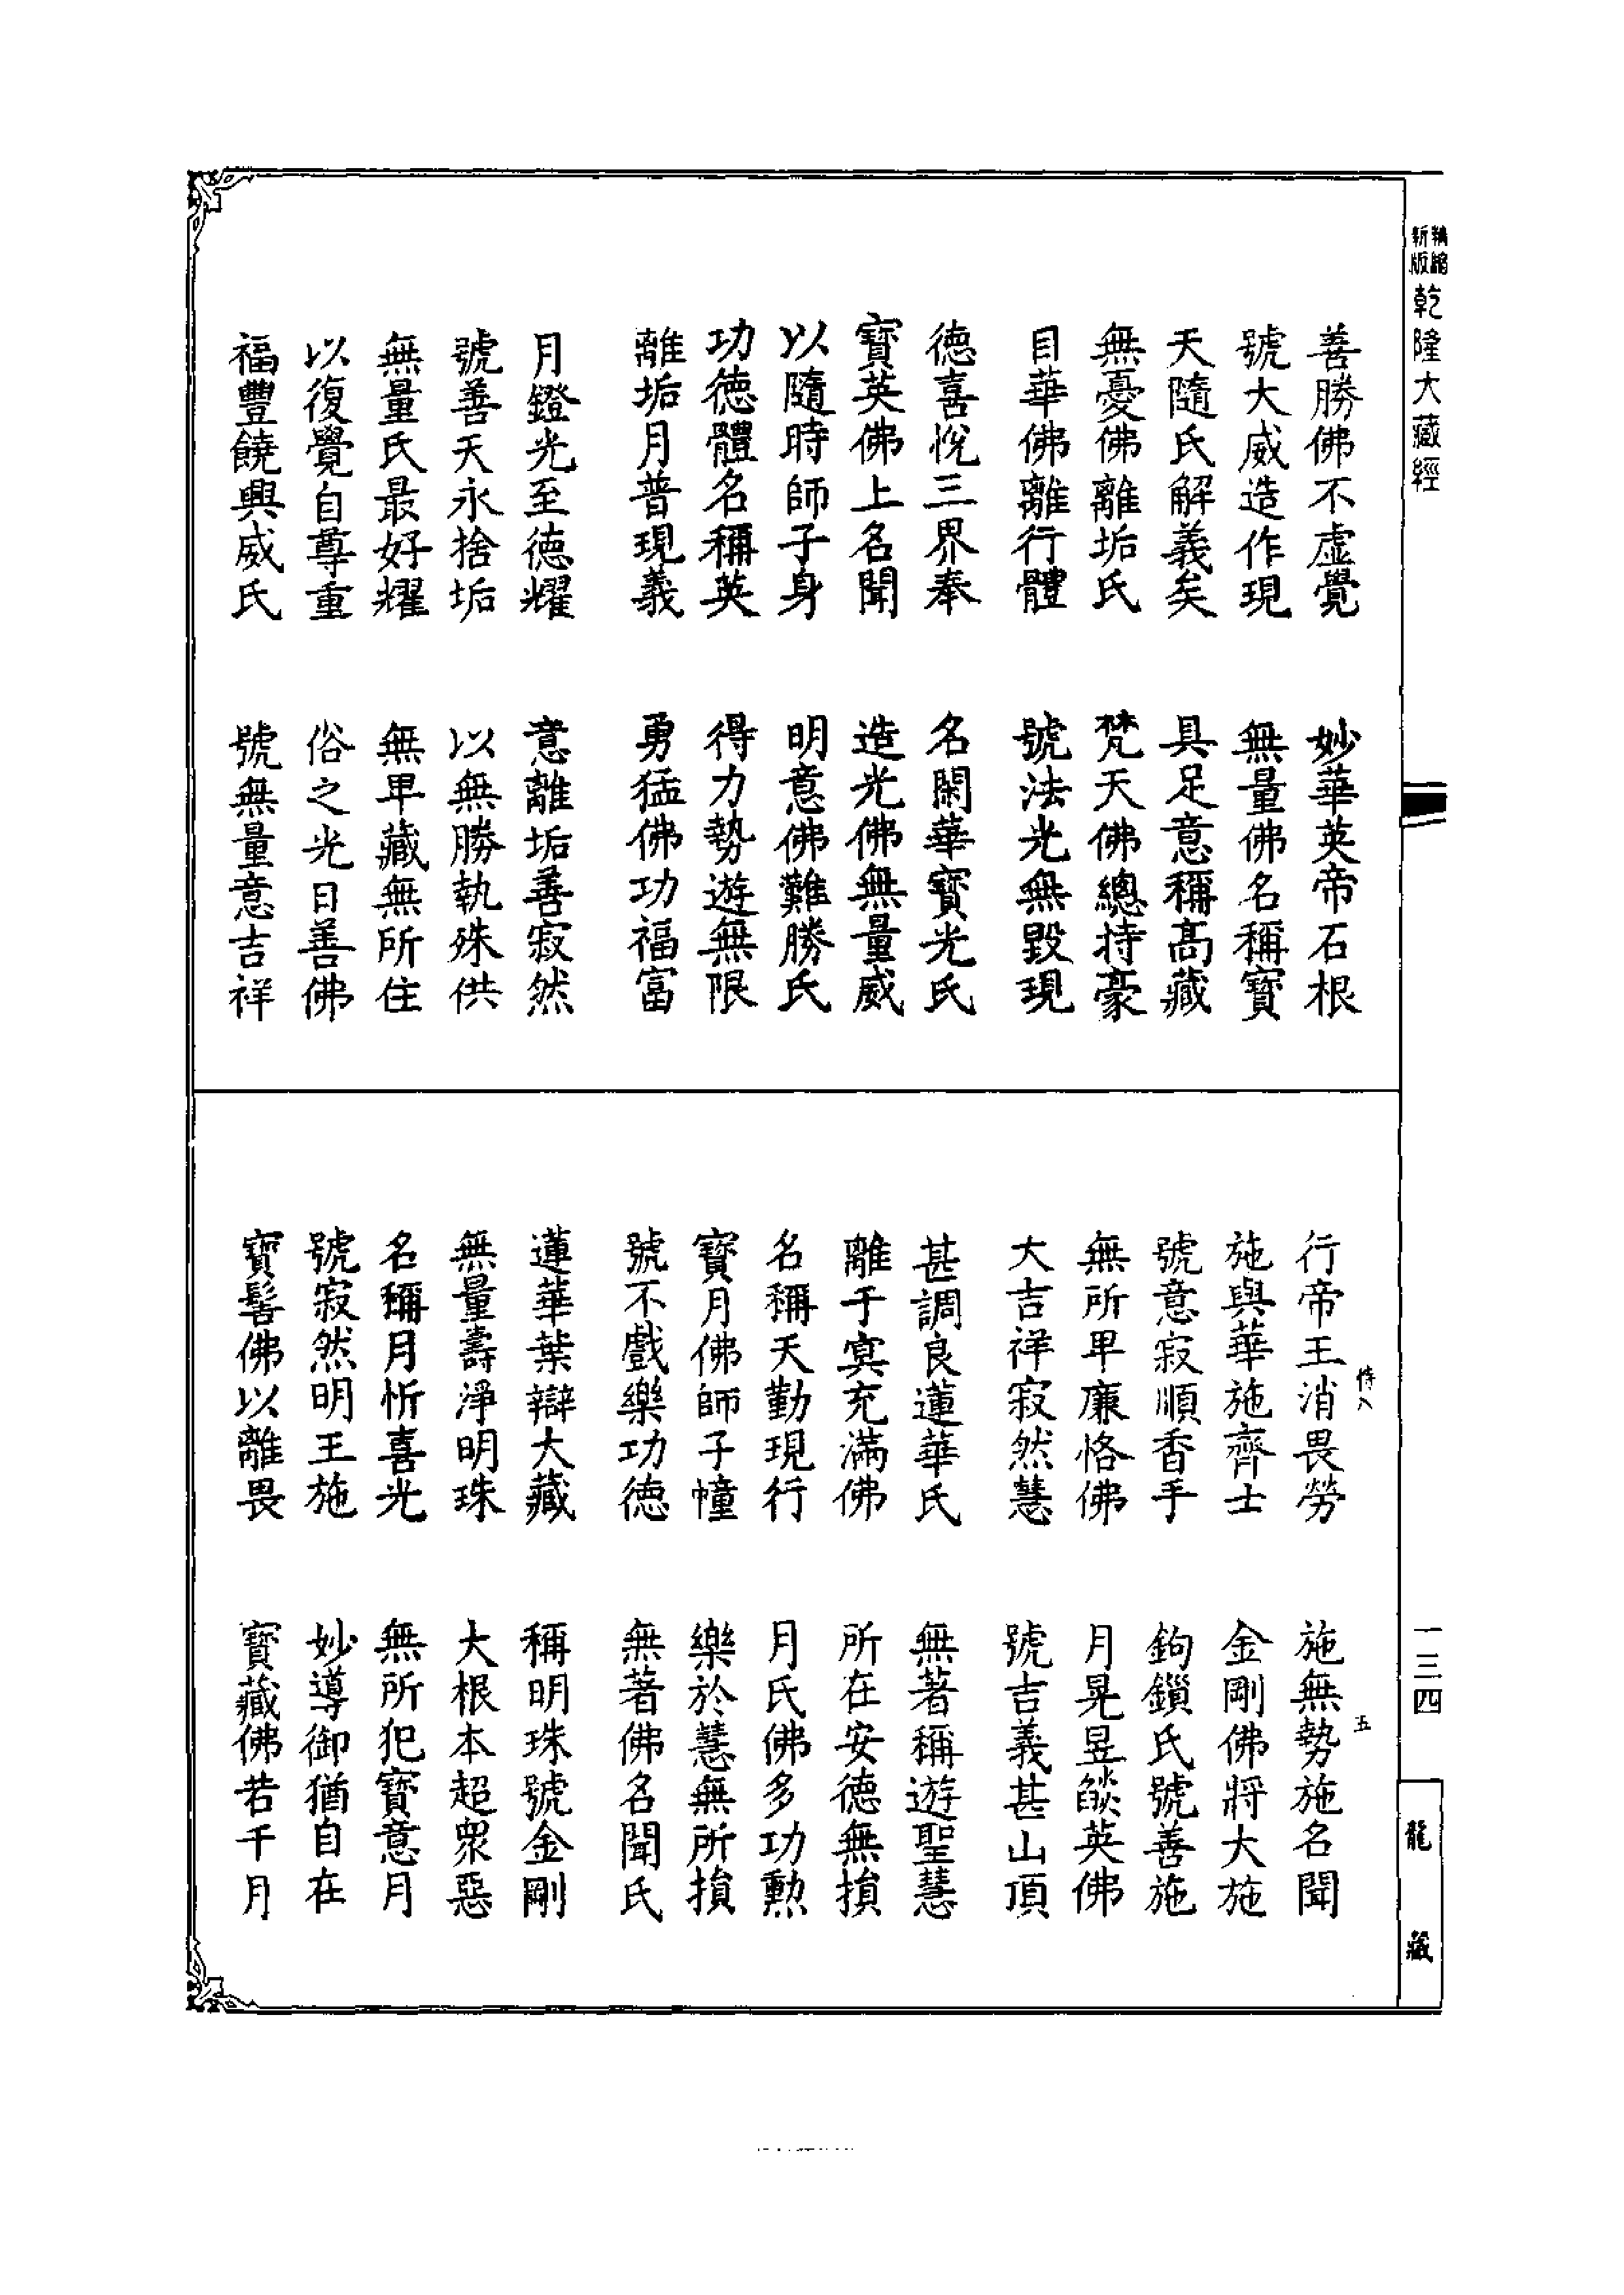 新版
精縮
乾隆大藏經
善勝佛不虛覺 妙華英帝石根
號大威造作現 無量佛名稱寶
天隨氏解義矣 具足意稱高藏
無憂佛離垢氏 梵天佛總持豪
目華佛離行體 號法光無毀現
德喜悅三界奉 名閑華寶光氏
寶英佛上名聞 造光佛無量威
以隨時師子身 明意佛難勝氏
功德體名稱英 得力勢遊無限
離垢月普現義 勇猛佛功福富
月鐙光至德耀 意離垢善寂然
號善天永捨垢 以無勝執殊供
無量氏最好耀 無卑藏無所住
以復覺自尊重 俗之光日善佛
福豐饒興威氏 號無量意吉祥
行帝王消畏勞 施無勢施名聞
施與華施齊士 金剛佛將大施
號意寂順香手 鉤鎖氏號善施
無所卑廉恪佛 月晃昱燄英佛
大吉祥寂然慧 號吉義甚山頂
甚調良蓮華氏 無著稱遊聖慧
離于冥充滿佛 所在安德無損
名稱天勤現行 月氏佛多功勳
寶月佛師子幢 樂於慧無所損
號不戲樂功德 無著佛名聞氏
蓮華葉辯大藏 稱明珠號金剛
無量壽淨明珠 大根本超眾惡
名稱月忻喜光 無所犯寶意月
號寂然明王施 妙導御猶自在
寶髻佛以離畏 寶藏佛若千月
五
一三四
龍藏